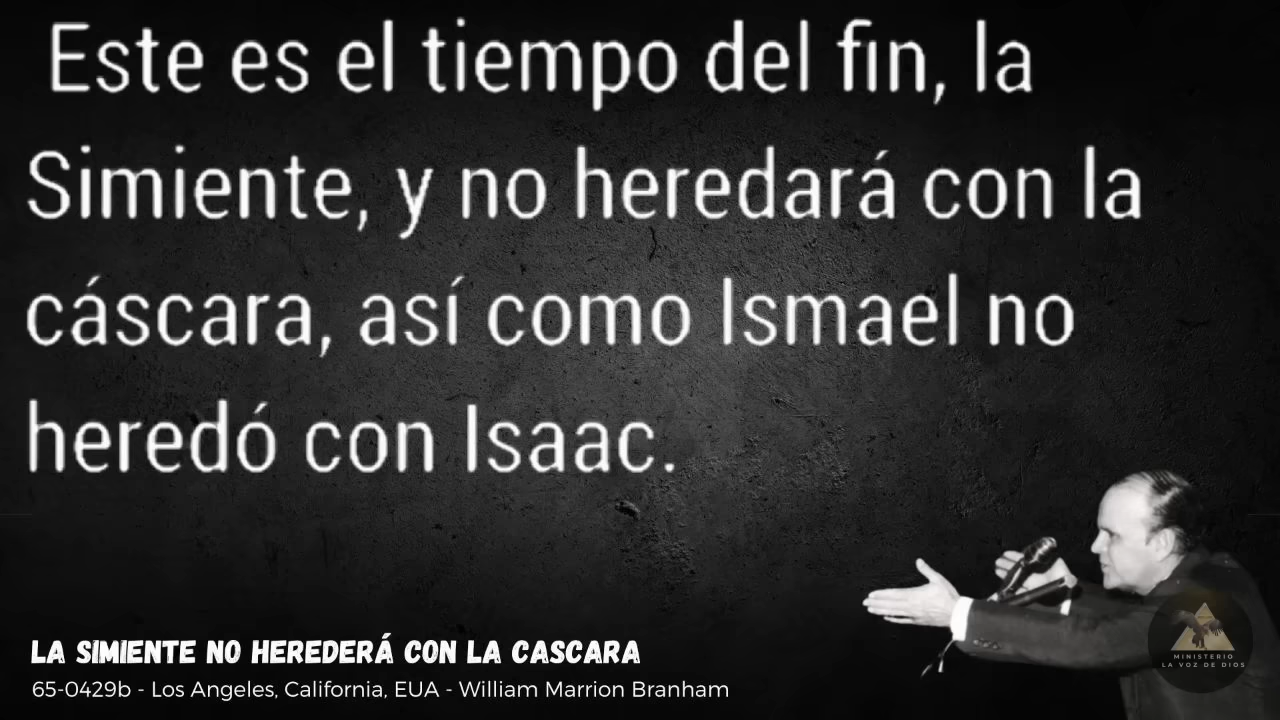 Este es el tiempo del fin, la
Simiente, y no heredará con la
cáscara, así como Ismael no
heredó con Isaac.
LA SIMIENTE NO HEREDERÁ CON LA CASCARA
65-0429b - Los Angeles, California, EUA - William Marrion Branham
MINISTERIO
LA VOZ DE DIOS